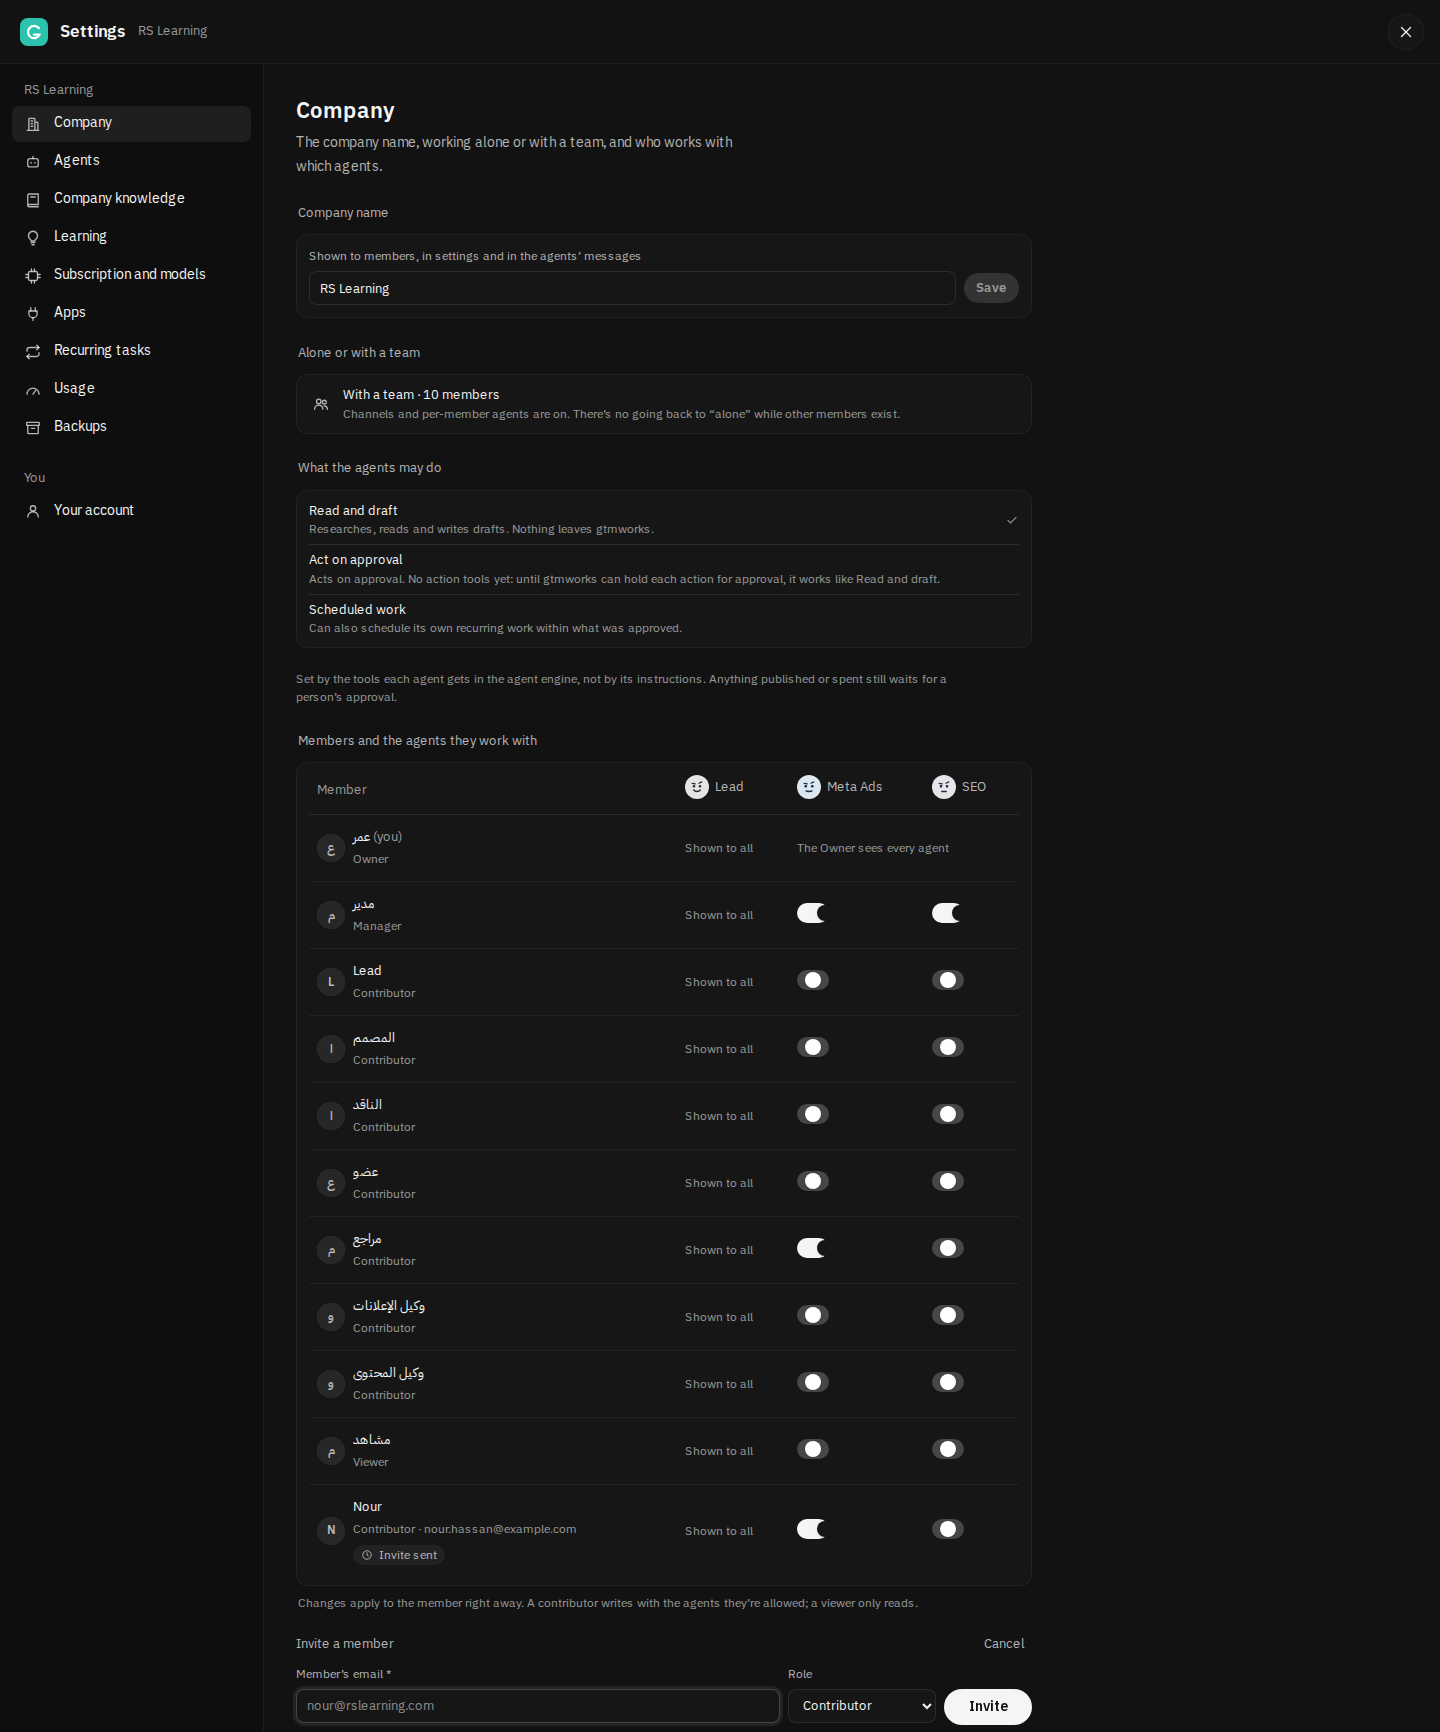 Settings RS Learning
RS Learning
Company
Agents
Company knowledge
Learning
Subscription and models
Apps
Recurring tasks
Usage
Backups
You
Your account
Company
The company name, working alone or with a team, and who works with
which agents.
Company name
Shown to members, in settings and in the agents’ messages
RS Learning
Save
Alone or with a team
With a team · 10 members
Channels and per-member agents are on. There’s no going back to “alone” while other members exist.
What the agents may do
Read and draft
Researches, reads and writes drafts. Nothing leaves gtmworks.
Act on approval
Acts on approval. No action tools yet: until gtmworks can hold each action for approval, it works like Read and draft.
Scheduled work
Can also schedule its own recurring work within what was approved.
Set by the tools each agent gets in the agent engine, not by its instructions. Anything published or spent still waits for a
person’s approval.
Members and the agents they work with
Member Lead Meta Ads SEO
ع عمر (you)
Owner
Shown to all The Owner sees every agent
م مدير
Manager
Shown to all
L Lead
Contributor
Shown to all
ا المصمم
Contributor
Shown to all
ا الناقد
Contributor
Shown to all
ع عضو
Contributor
Shown to all
م مراجع
Contributor
Shown to all
و وكيل الإعلانات
Contributor
Shown to all
و وكيل المحتوى
Contributor
Shown to all
م مشاهد
Viewer
Shown to all
N Nour
Contributor · nour.hassan@example.com
Invite sent
Shown to all
Changes apply to the member right away. A contributor writes with the agents they’re allowed; a viewer only reads.
Invite a member Cancel
Member’s email * Role
nour@rslearning.com Contributor Invite